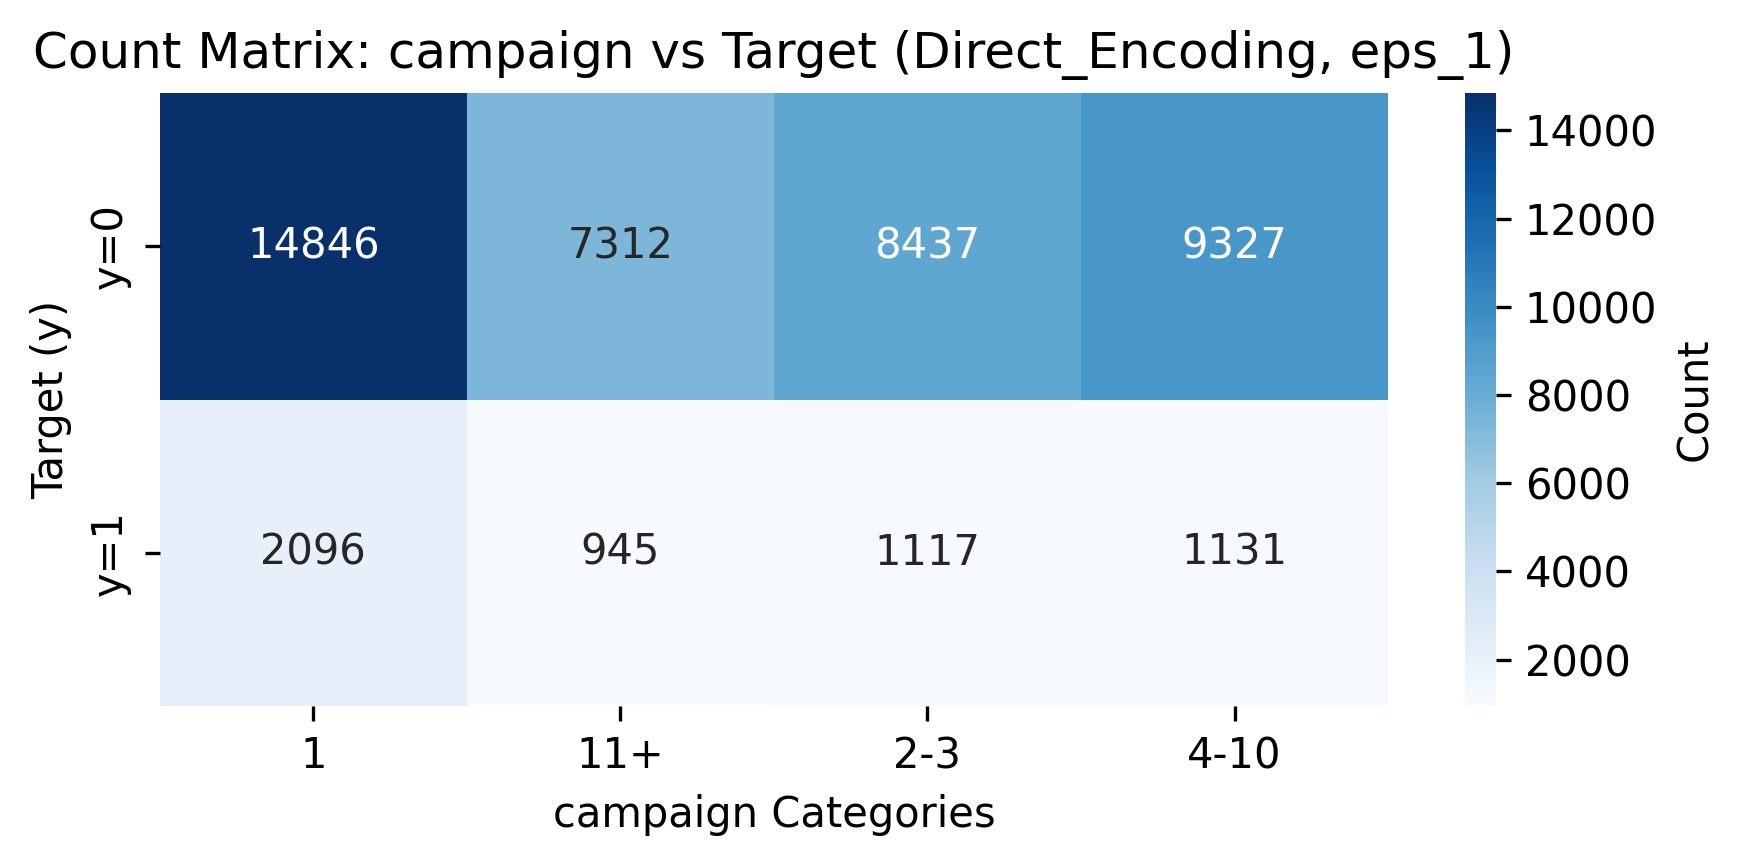 Count Matrix: campaign vs Target (Direct_Encoding, eps_1)
Target (y)
y=0
14846 7312 8437 9327
y=1
2096 945 1117 1131
1 11+ 2-3 4-10
campaign Categories
14000
12000
10000
8000
6000
4000
2000
Count